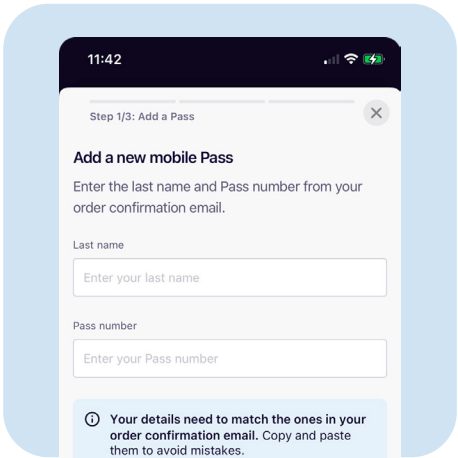 11:42
Step 1/3: Add a Pass
Add a new mobile Pass
Enter the last name and Pass number from your
order confirmation email.
Last name
Enter your last name
Pass number
Enter your Pass number
Your details need to match the ones in your
order confirmation email. Copy and paste
them to avoid mistakes.